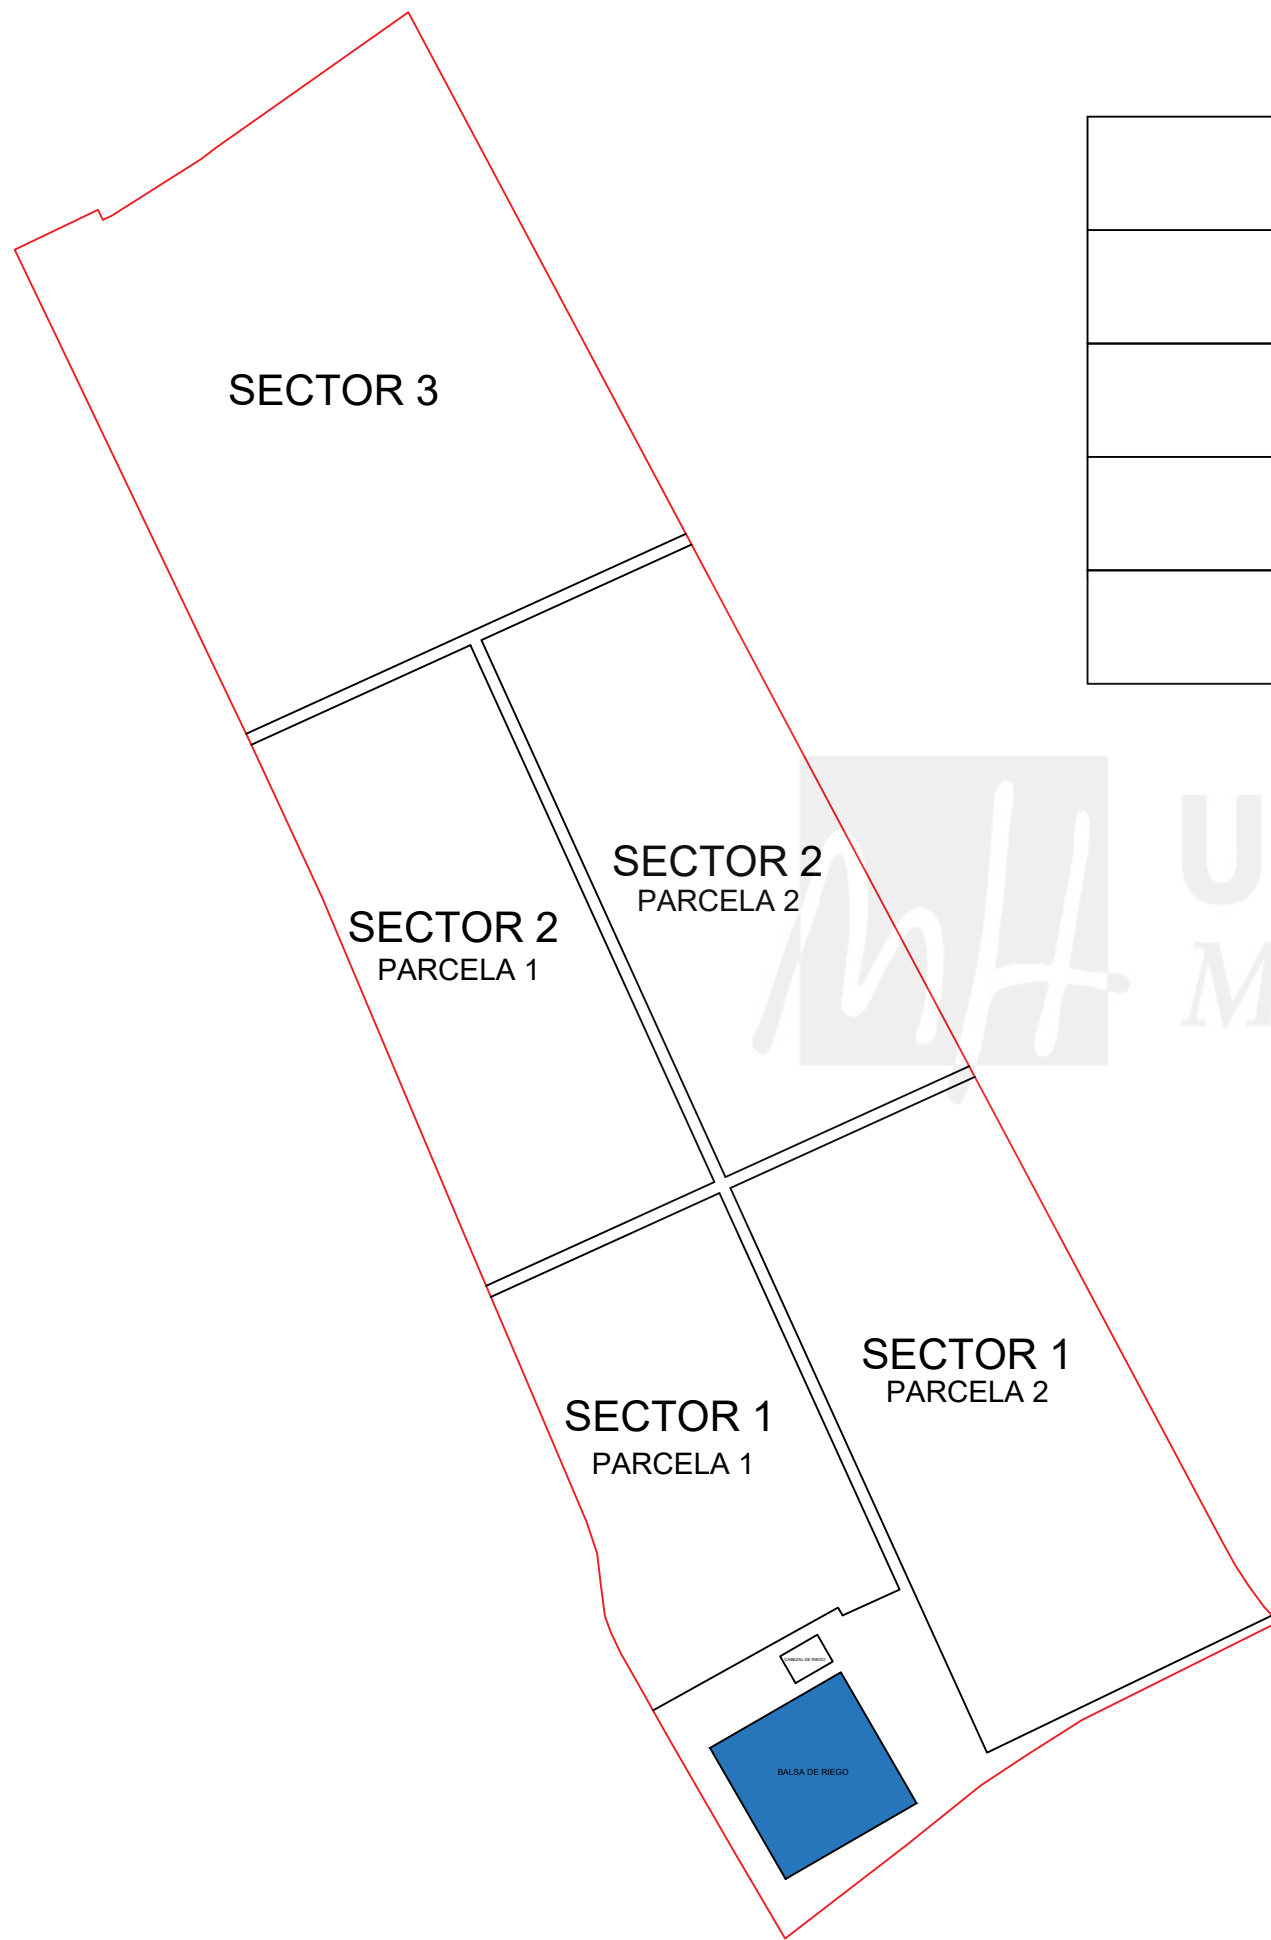 SECTOR 3
SECTOR 2
PARCELA 2
SECTOR 2
PARCELA 1
SECTOR 1
PARCELA 2
SECTOR 1
PARCELA 1
CABEZAL DE RIEGO
BALSA DE RIEGO
U
M